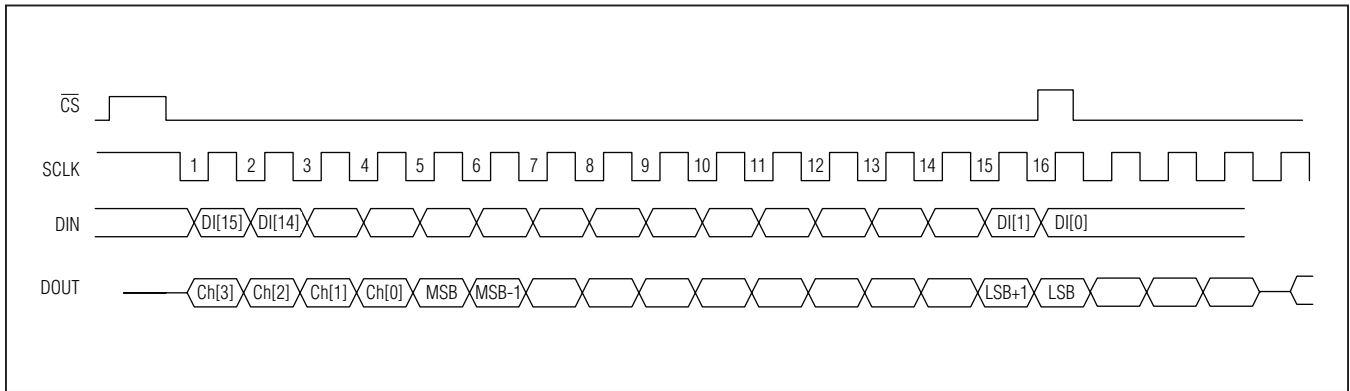 C̅S̅
SCLK 1 2 3 4 5 6 7 8 9 10 11 12 13 14 15 16
DIN DI[15] DI[14] DI[1] DI[0]
DOUT Ch[3] Ch[2] Ch[1] Ch[0] MSB MSB-1 LSB+1 LSB